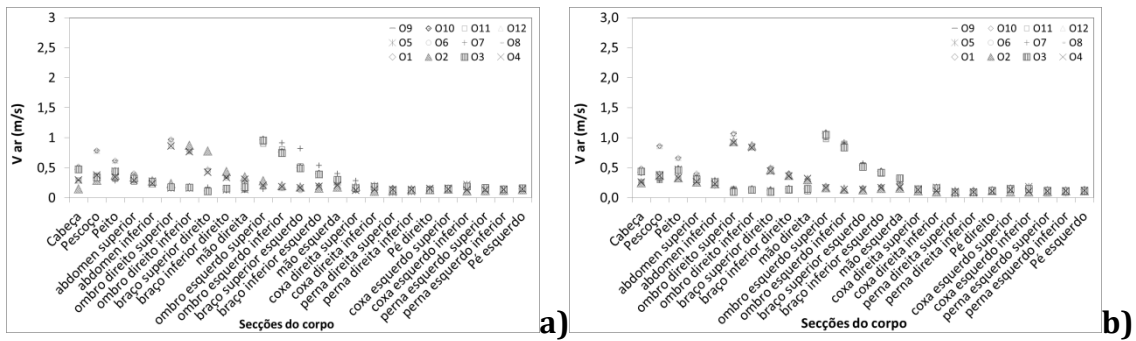 3
2,5
2
1,5
1
0,5
0
V ar (m/s)
O9 O10 O11 O12
O5 O6 O7 O8
O1 O2 O3 O4
Cabeça
Pescoço
Peito
abdomen superior
abdomen inferior
ombro direito superior
ombro direito inferior
braço superior direito
braço inferior direito
mão direita
ombro esquerdo superior
ombro esquerdo inferior
braço superior esquerdo
braço inferior esquerdo
mão esquerda
coxa direita superior
coxa direita inferior
perna direita superior
perna direita inferior
Pé direito
coxa esquerdo superior
coxa esquerdo inferior
perna esquerdo superior
perna esquerdo inferior
Pé esquerdo
Secções do corpo
a)
3,0
2,5
2,0
1,5
1,0
0,5
0,0
V ar (m/s)
O9 O10 O11 O12
O5 O6 O7 O8
O1 O2 O3 O4
Cabeça
Pescoço
Peito
abdomen superior
abdomen inferior
ombro direito superior
ombro direito inferior
braço superior direito
braço inferior direito
mão direita
ombro esquerdo superior
ombro esquerdo inferior
braço superior esquerdo
braço inferior esquerdo
mão esquerda
coxa direita superior
coxa direita inferior
perna direita superior
perna direita inferior
Pé direito
coxa esquerdo superior
coxa esquerdo inferior
perna esquerdo superior
perna esquerdo inferior
Pé esquerdo
Secções do corpo
b)